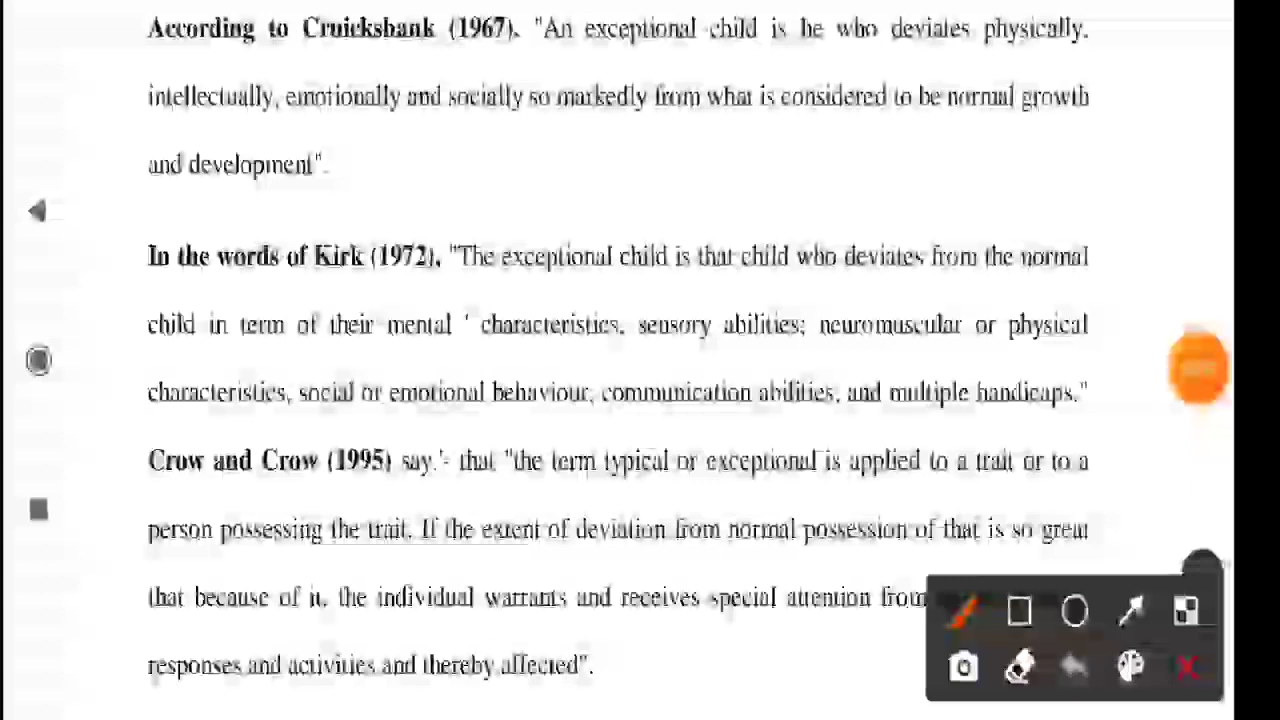 According to Cruicksbank (1967). "An exceptional child is he who deviates physically.
intellectually, emotionally and socially so markedly from what is considered to be normal growth
and development".
In the words of Kirk (1972), "The exceptional child is that child who deviates from the normal
child in term of their mental ' characteristics, sensory abilities; neuromuscular or physical
characteristics, social or emotional behaviour, communication abilities, and multiple handicaps."
Crow and Crow (1995) say.'- that "the term typical or exceptional is applied to a trait or to a
person possessing the trait. If the extent of deviation from normal possession of that is so great
that because of it, the individual warrants and receives special attention from
responses and activities and thereby affected".